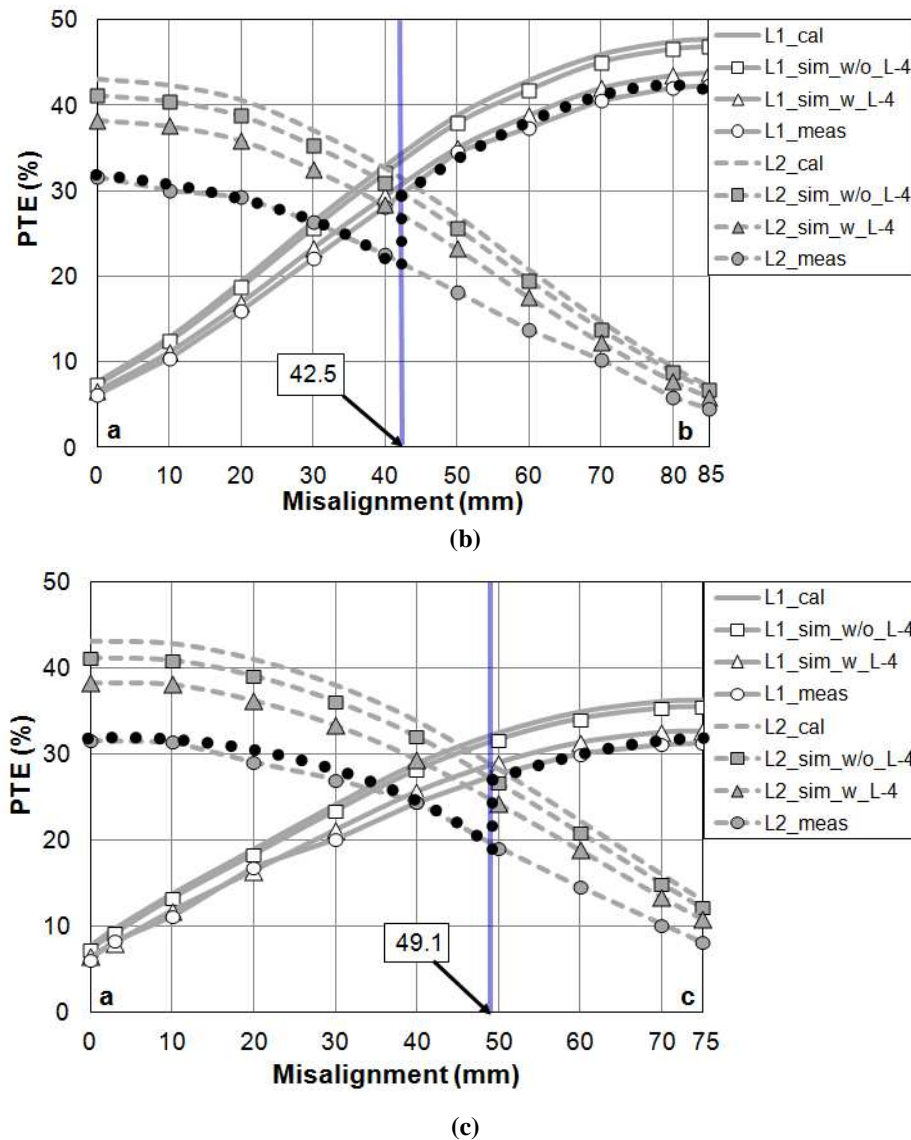 50
40
30
20
10
0
PTE (%)
42.5
a
b
0 10 20 30 40 50 60 70 80 85
Misalignment (mm)
L1_cal
L1_sim_w/o_L-4
L1_sim_w_L-4
L1_meas
L2_cal
L2_sim_w/o_L-4
L2_sim_w_L-4
L2_meas
(b)
50
40
30
20
10
0
PTE (%)
49.1
a
c
0 10 20 30 40 50 60 70 75
Misalignment (mm)
L1_cal
L1_sim_w/o_L-4
L1_sim_w_L-4
L1_meas
L2_cal
L2_sim_w/o_L-4
L2_sim_w_L-4
L2_meas
(c)